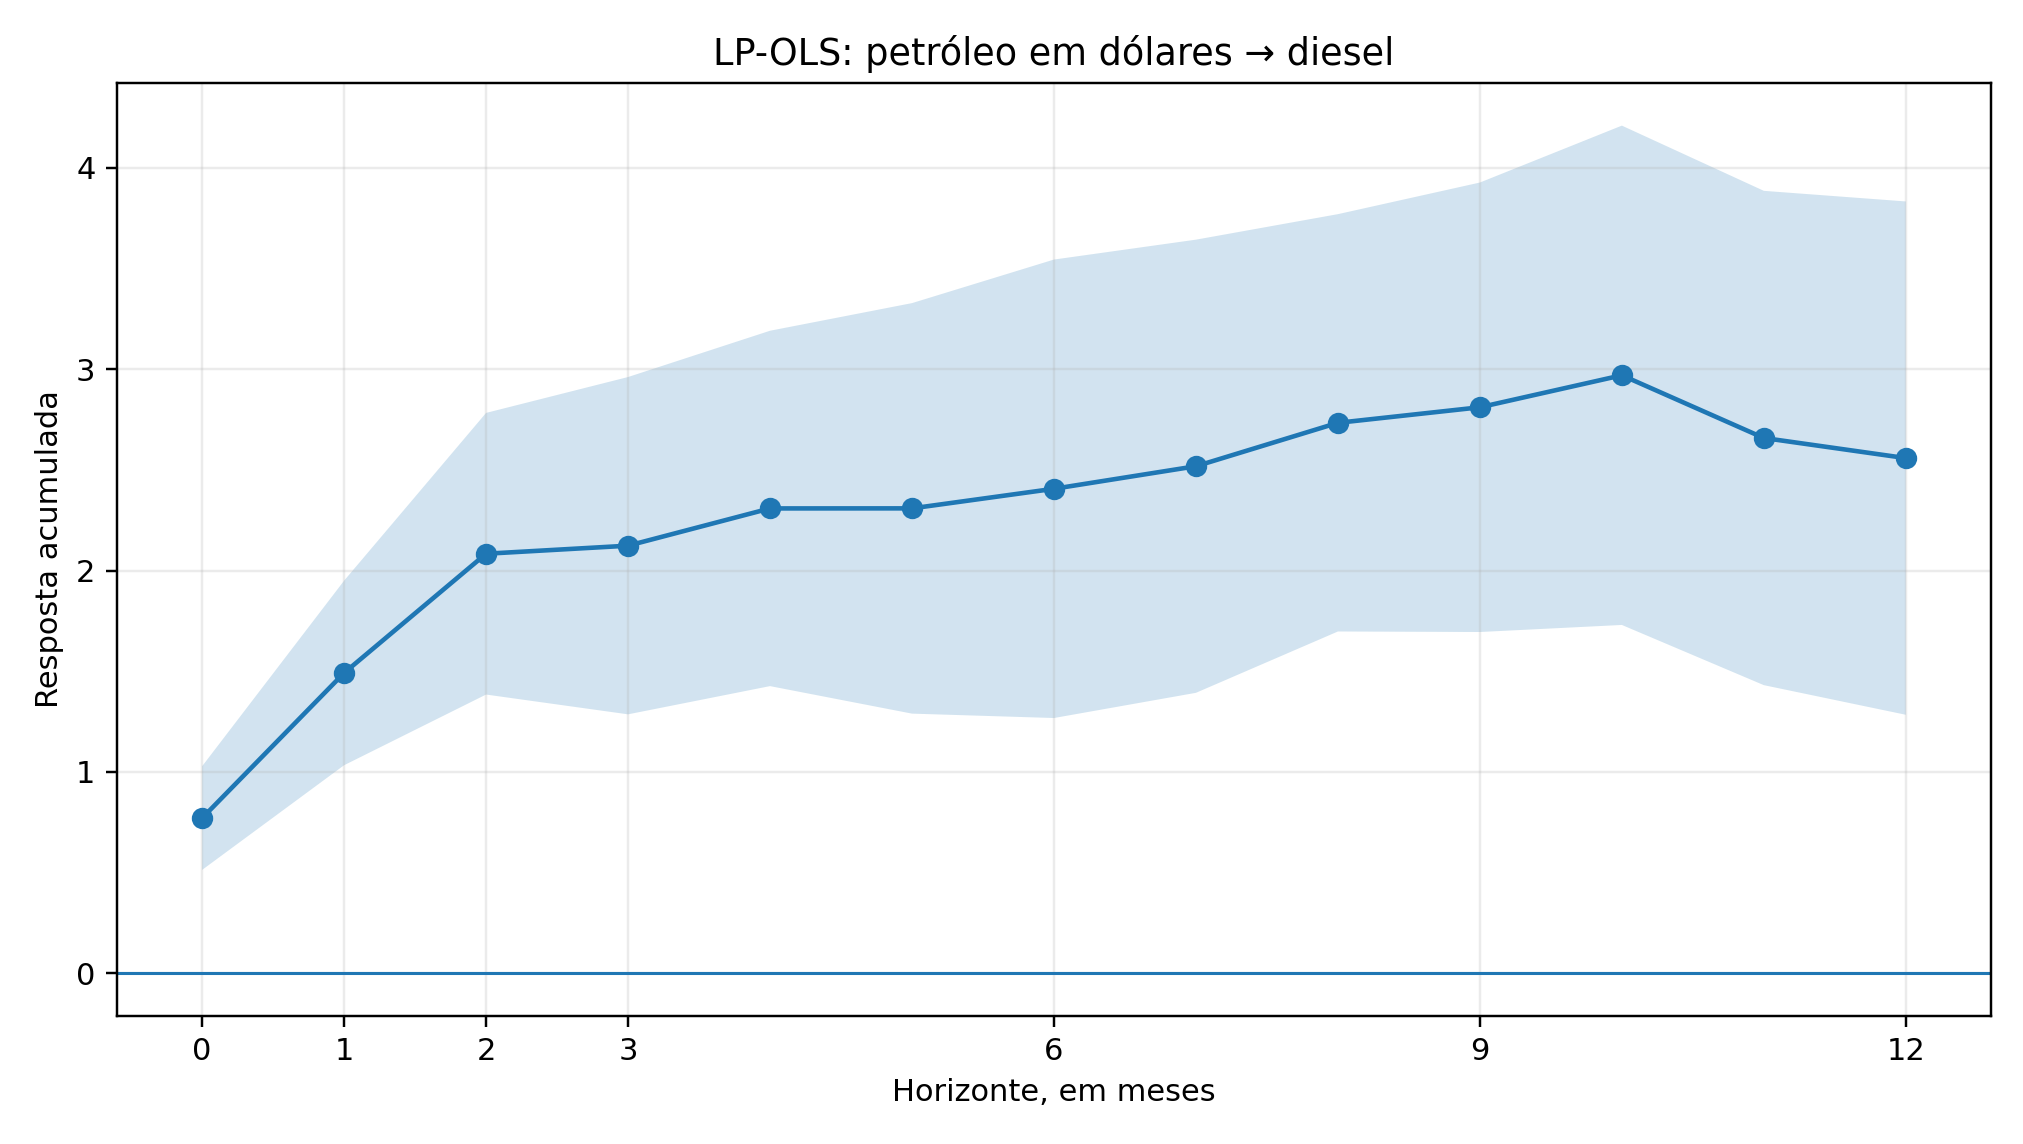 LP-OLS: petróleo em dólares → diesel
Resposta acumulada
4
3
2
1
0
0 1 2 3 6 9 12
Horizonte, em meses